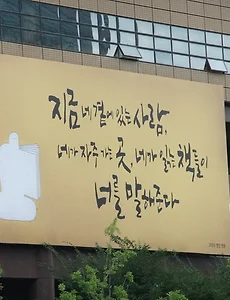 지금 네 곁에 있는 사람,
네가 자주 가는 곳, 네가 읽는 책들이
너를 말해준다